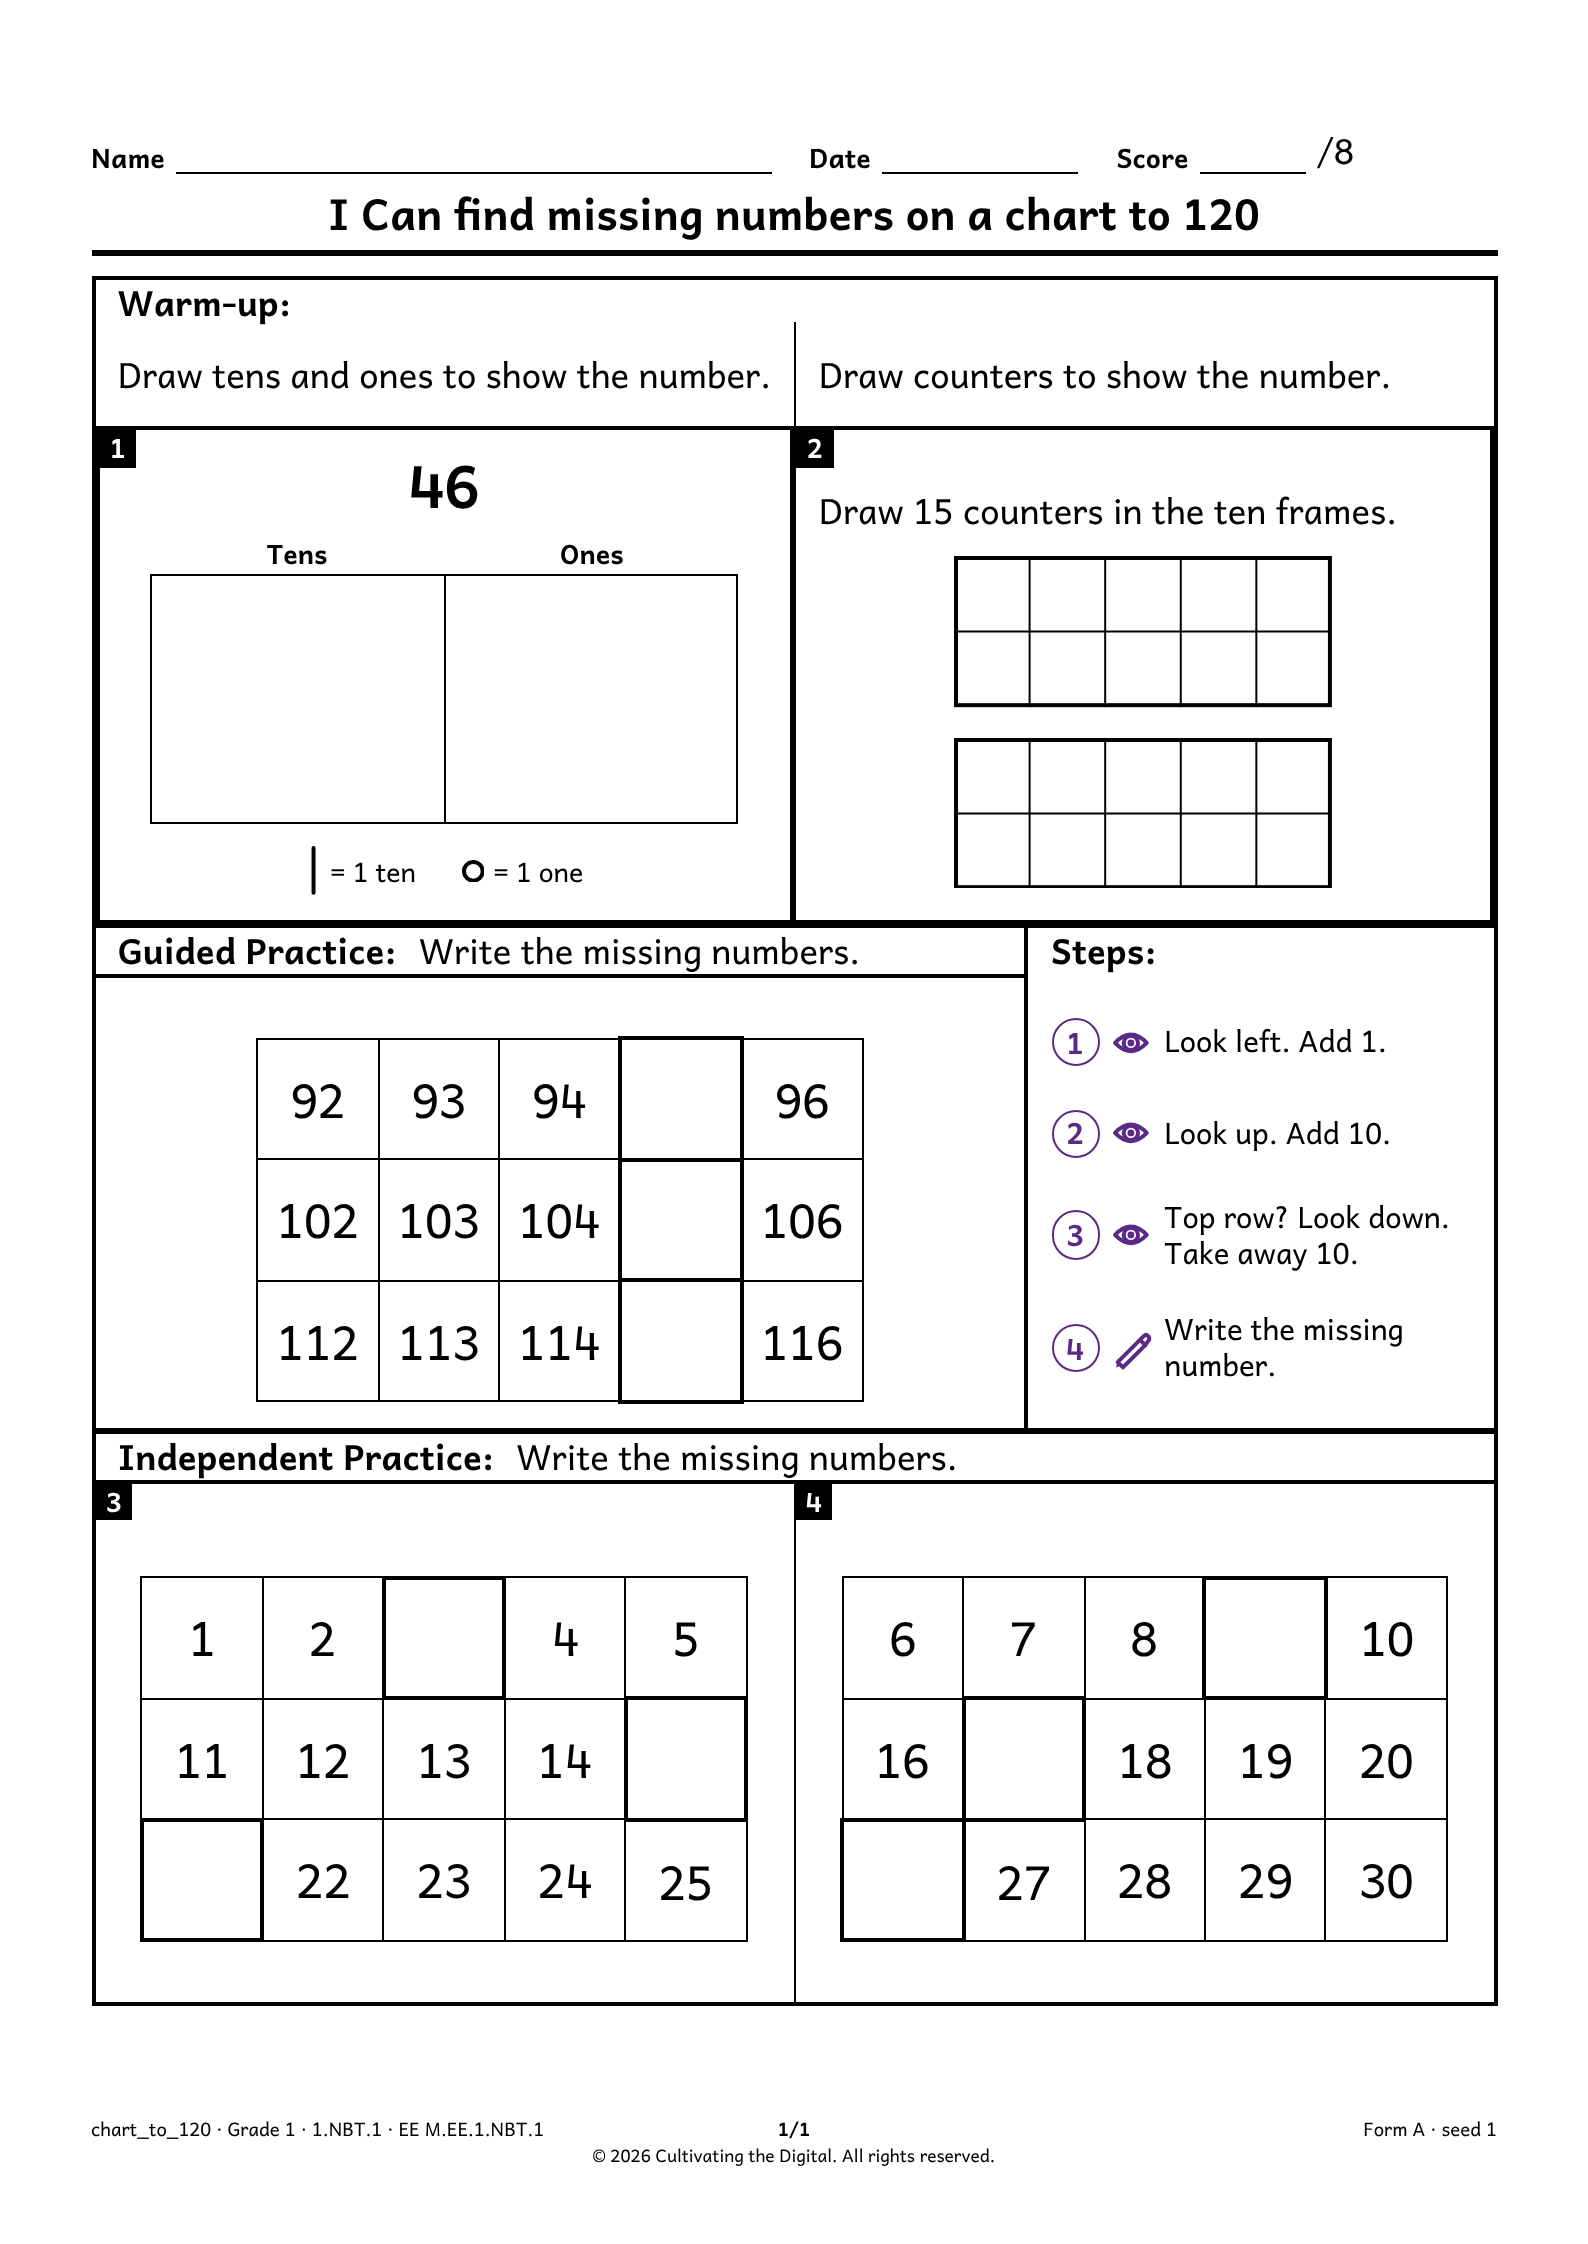 Name Date Score /8
I Can find missing numbers on a chart to 120
Warm-up:
Draw tens and ones to show the number.
Draw counters to show the number.
1
46
Tens Ones
= 1 ten = 1 one
2
Draw 15 counters in the ten frames.
Guided Practice: Write the missing numbers.
92 93 94 96
102 103 104 106
112 113 114 116
Steps:
1 Look left. Add 1.
2 Look up. Add 10.
3 Top row? Look down.
Take away 10.
4 Write the missing
number.
Independent Practice: Write the missing numbers.
3
1 2 4 5
11 12 13 14
22 23 24 25
4
6 7 8 10
16 18 19 20
27 28 29 30
chart_to_120 · Grade 1 · 1.NBT.1 · EE M.EE.1.NBT.1 1/1 Form A · seed 1
© 2026 Cultivating the Digital. All rights reserved.